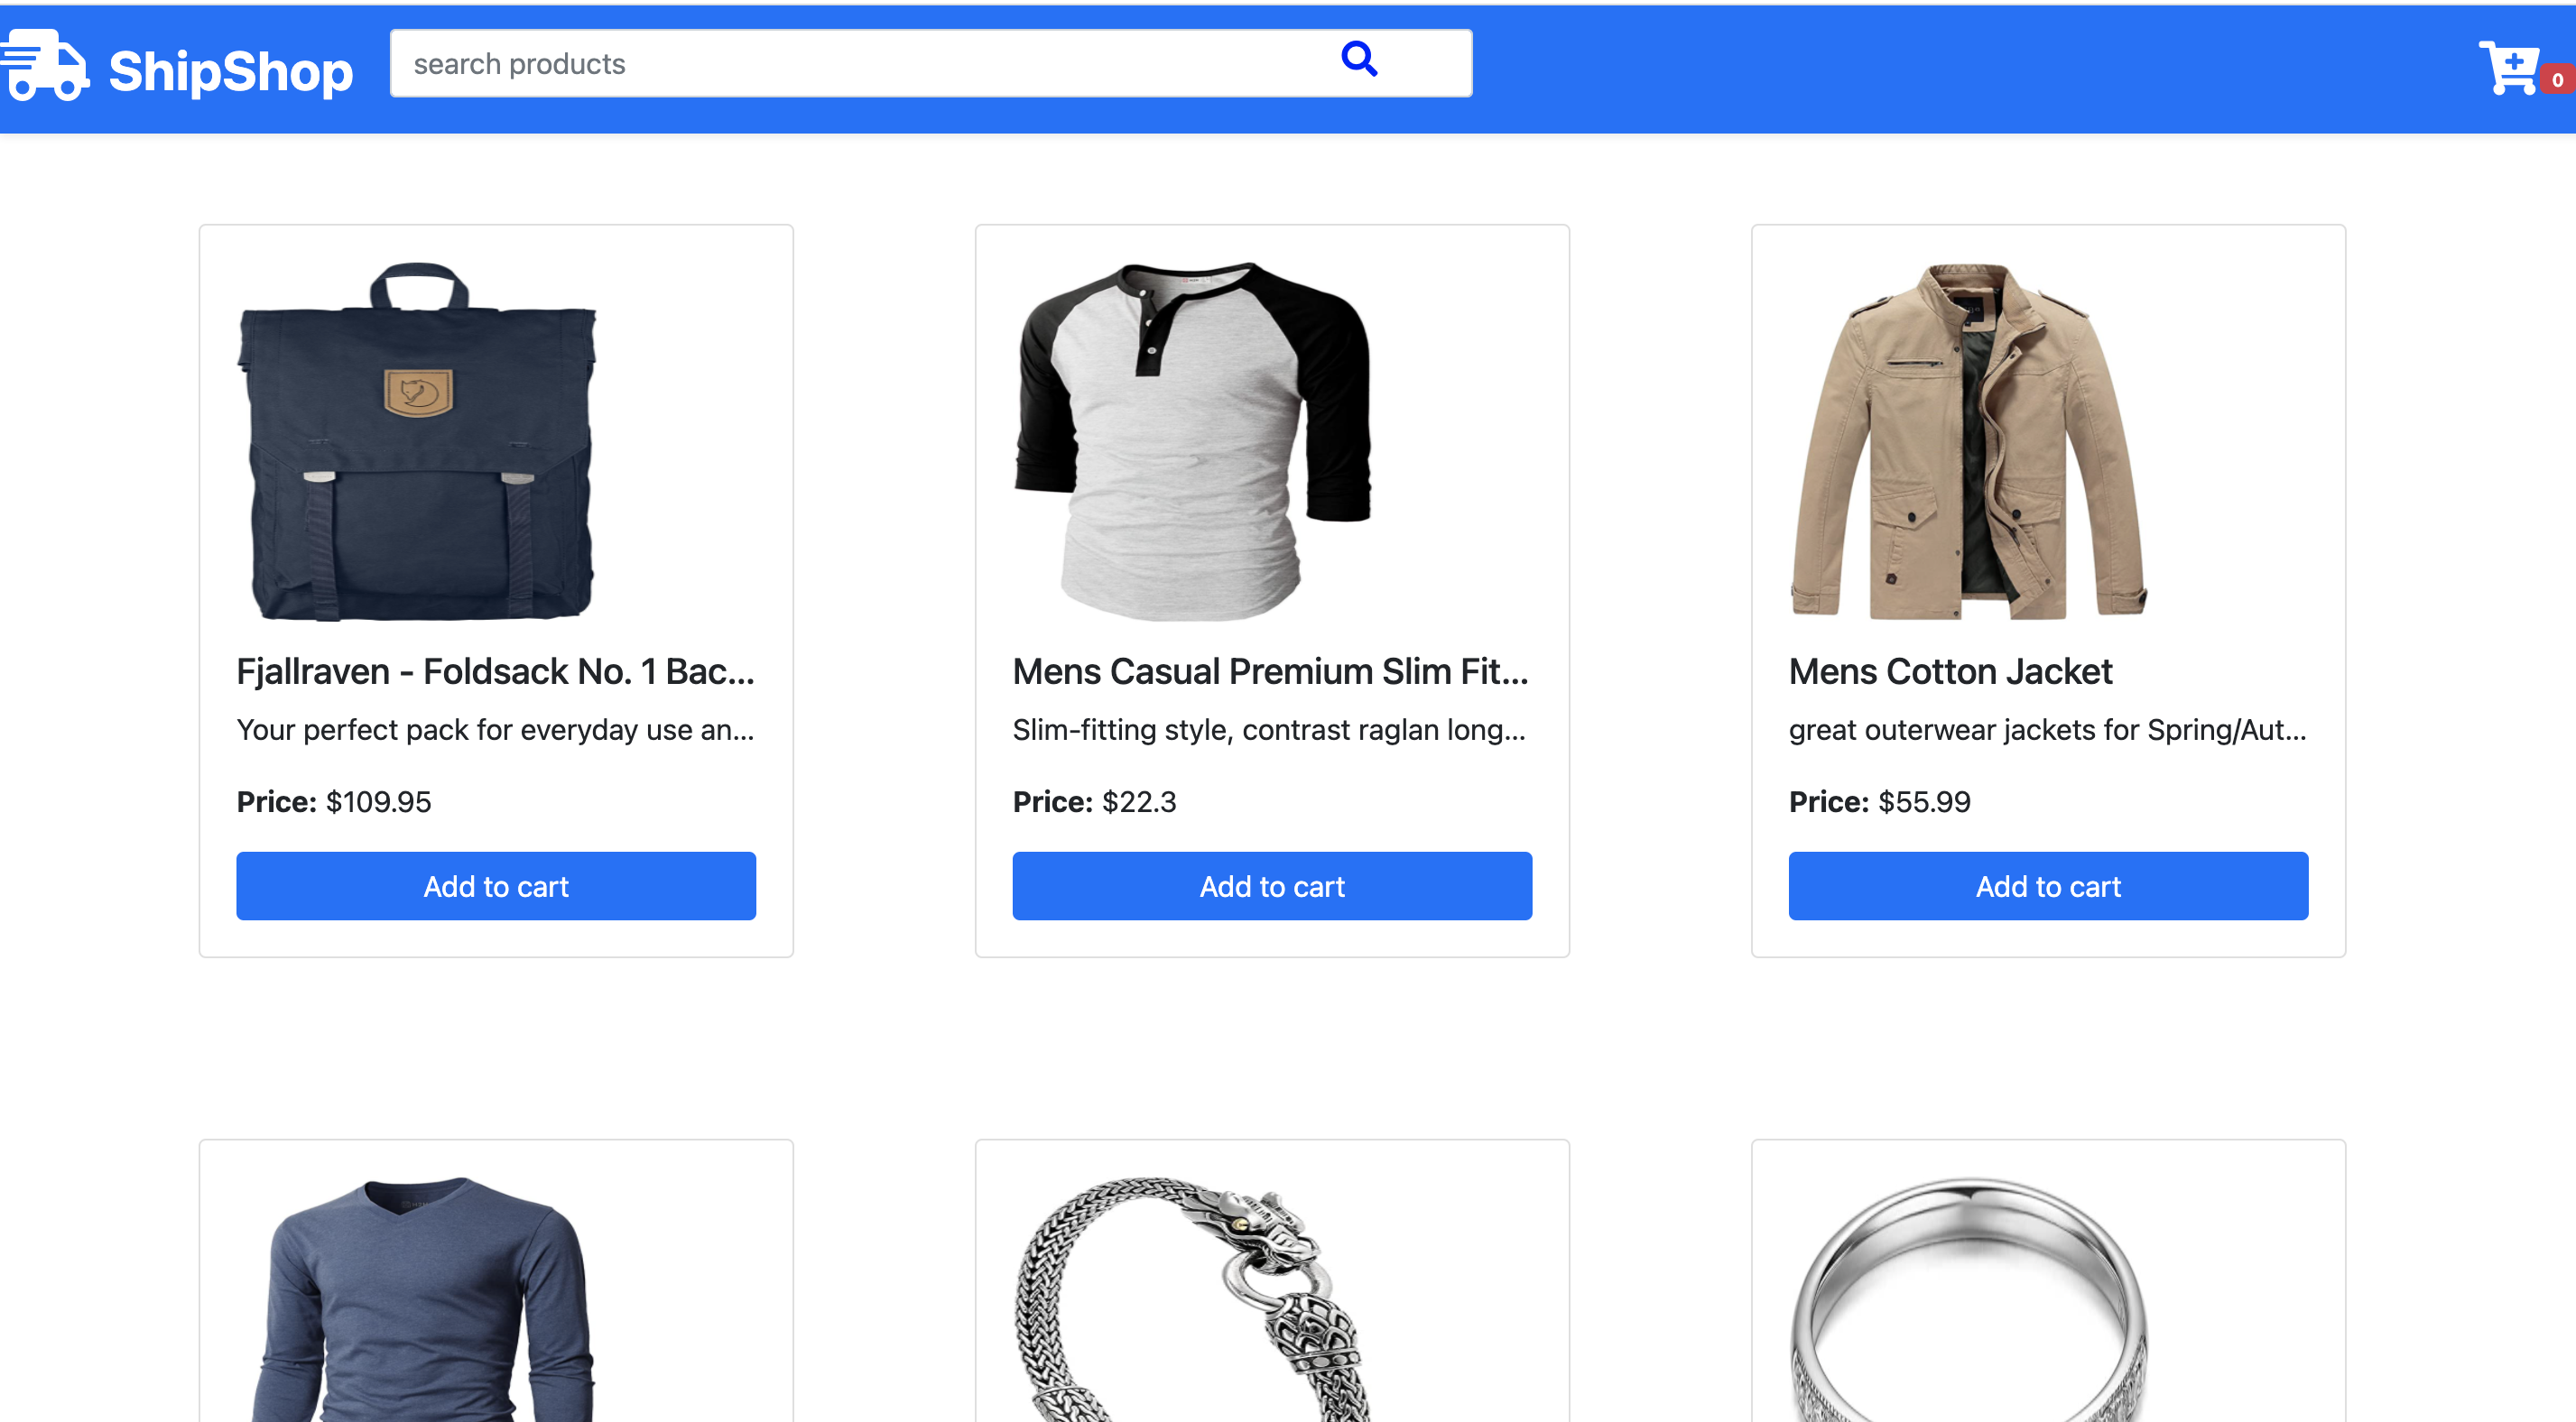 ShipShop
search products
0
Fjallraven - Foldsack No. 1 Bac...
Your perfect pack for everyday use an...
Price: $109.95
Add to cart
Mens Casual Premium Slim Fit...
Slim-fitting style, contrast raglan long...
Price: $22.3
Add to cart
Mens Cotton Jacket
great outerwear jackets for Spring/Aut...
Price: $55.99
Add to cart